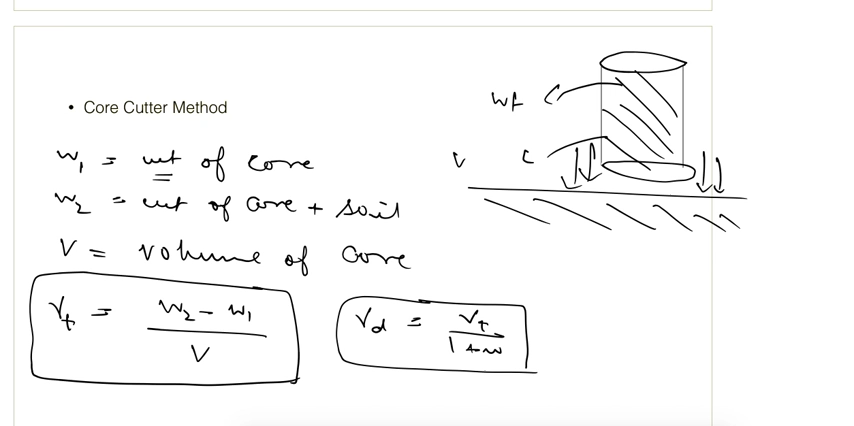 • Core Cutter Method
W₁ = wt of core
W₂ = wt of core + soil
V = volume of core
γt = W₂ - W₁ / V
γd = γt / 1+w
wt
V
C